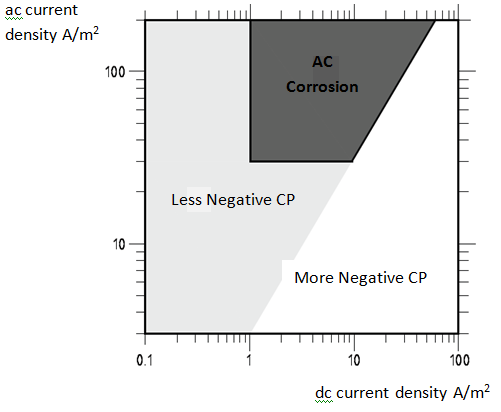 ac current
density A/m²
100
AC
Corrosion
Less Negative CP
10
More Negative CP
0.1
1
10
100
dc current density A/m²